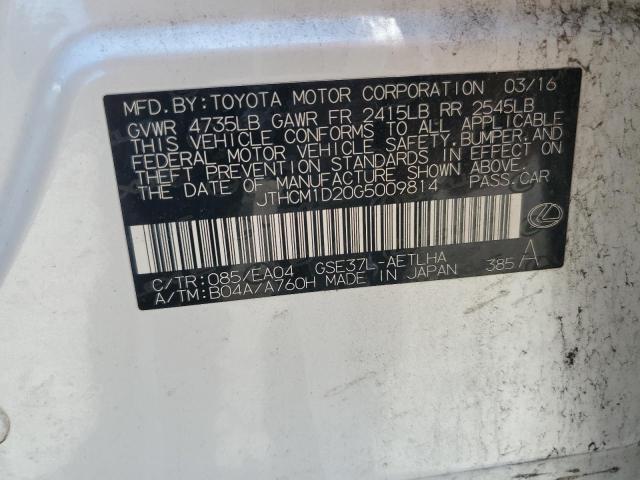 MFD. BY: TOYOTA MOTOR CORPORATION 03/16
GVWR 4735LB GAWR FR 2415LB RR 2545LB
THIS VEHICLE CONFORMS TO ALL APPLICABLE
FEDERAL MOTOR VEHICLE SAFETY, BUMPER, AND
THEFT PREVENTION STANDARDS IN EFFECT ON
THE DATE OF MANUFACTURE SHOWN ABOVE.
JTHCM1D20G5009814 PASS.CAR
C/TR: 085/EA04 GSE37L-AETLHA
A/TM: B04A/A760H MADE IN JAPAN 385 A